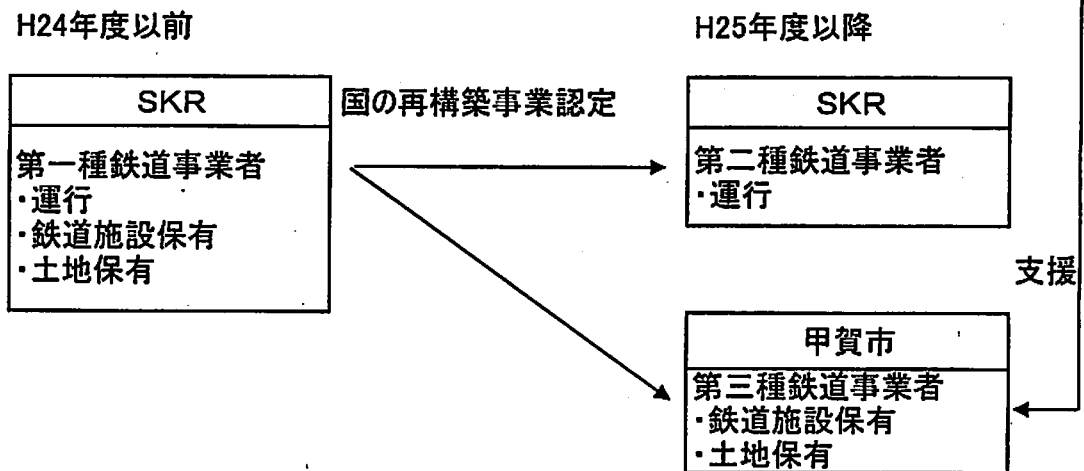 H24年度以前
H25年度以降
SKR
国の再構築事業認定
SKR
第一種鉄道事業者
・運行
・鉄道施設保有
・土地保有
第二種鉄道事業者
・運行
支援
甲賀市
第三種鉄道事業者
・鉄道施設保有
・土地保有